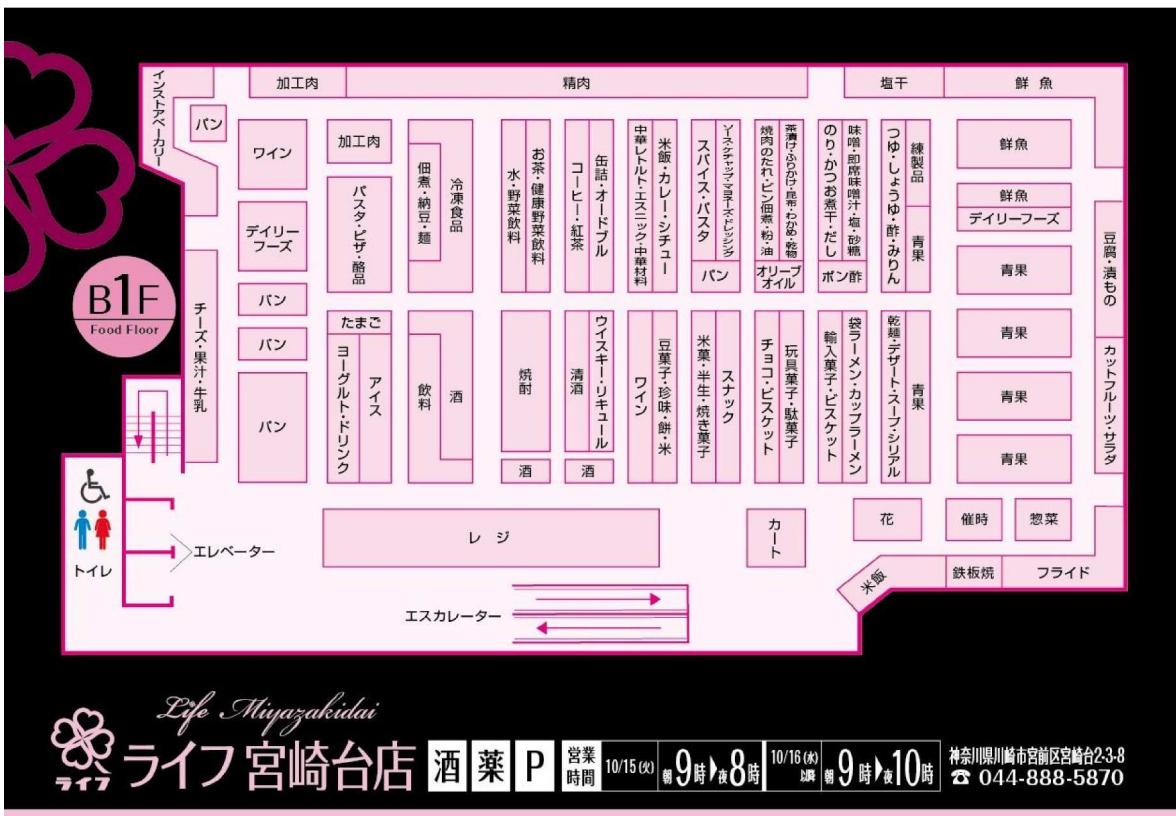 インストアベーカリー
加工肉
精肉
塩干
鮮魚
パン
ワイン
加工肉
佃煮・納豆・麺
冷凍食品
水・野菜飲料
お茶・健康野菜飲料
コーヒー・紅茶
缶詰・オードブル
中華レトルト・エスニック・中華材料
米飯・カレー・シチュー
スパイス・パスタ
ソース・ケチャップ・マヨネーズ・ドレッシング
パン
焼肉のたれ・ビン佃煮・粉・油
茶漬け・ふりかけ・昆布・わかめ・乾物
オリーブ
オイル
のり・かつお煮干・だし
味噌・即席味噌汁・塩・砂糖
ポン酢
つゆ・しょうゆ・酢・みりん
練製品
青果
鮮魚
鮮魚
デイリーフーズ
青果
豆腐・漬もの
デイリー
フーズ
パスタ・ピザ・酪品
パン
B1F
Food Floor
チーズ・果汁・牛乳
パン
パン
たまご
ヨーグルト・ドリンク
アイス
飲料
酒
焼酎
酒
清酒
ウイスキー・リキュール
酒
ワイン
豆菓子・珍味・餅・米
米菓・半生・焼き菓子
スナック
チョコ・ビスケット
玩具菓子・駄菓子
輸入菓子・ビスケット
袋ラーメン・カップラーメン
乾麺・デザート・スープ・シリアル
青果
青果
青果
青果
カットフルーツ・サラダ
トイレ
エレベーター
レジ
カート
花
催時
惣菜
米飯
鉄板焼
フライド
エスカレーター
Life Miyazakidai
ライフ
ライフ宮崎台店
酒 薬 P
営業
時間
10/15(火) 朝9時▶夜8時
10/16(水)
以降
朝9時▶夜10時
神奈川県川崎市宮前区宮崎台2-3-8
☎ 044-888-5870